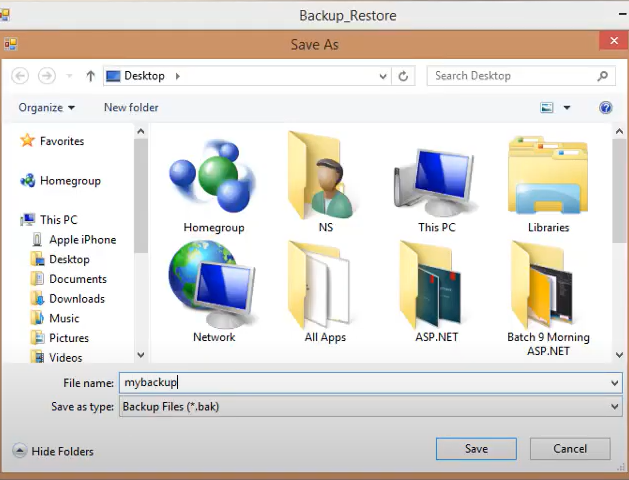 Backup_Restore
Save As
Desktop
Search Desktop
Organize
New folder
Favorites
Homegroup
This PC
Apple iPhone
Desktop
Documents
Downloads
Music
Pictures
Videos
Homegroup
NS
This PC
Libraries
Network
All Apps
ASP.NET
Batch 9 Morning
ASP.NET
File name: mybackup
Save as type: Backup Files (*.bak)
Hide Folders
Save
Cancel